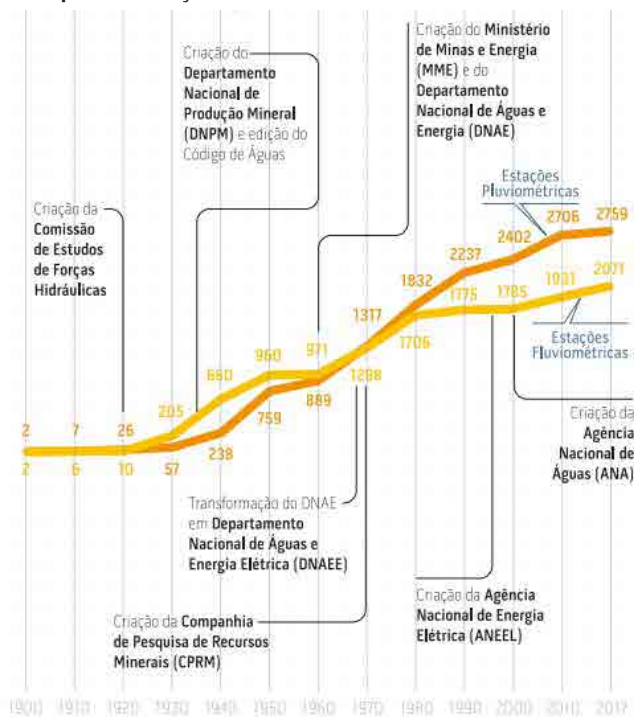 Criação do Ministério
de Minas e Energia
(MME) e do
Departamento
Nacional de Águas e
Energia (DNAE)
Criação do
Departamento
Nacional de
Produção Mineral
(DNPM) e edição do
Código de Águas
Criação da
Comissão
de Estudos
de Forças
Hidráulicas
Estações
Pluviométricas
2 7 26 205 680 960 971 1317 1932 2237 2402 2706 2759
2 6 10 57 238 759 889 1288 1706 1775 1785 1931 2071
Estações
Fluviométricas
Criação da
Agência
Nacional de
Águas (ANA)
Transformação do DNAE
em Departamento
Nacional de Águas e
Energia Elétrica (DNAEE)
Criação da Companhia
de Pesquisa de Recursos
Minerais (CPRM)
Criação da Agência
Nacional de Energia
Elétrica (ANEEL)
1900 1910 1920 1930 1940 1950 1960 1970 1980 1990 2000 2010 2017